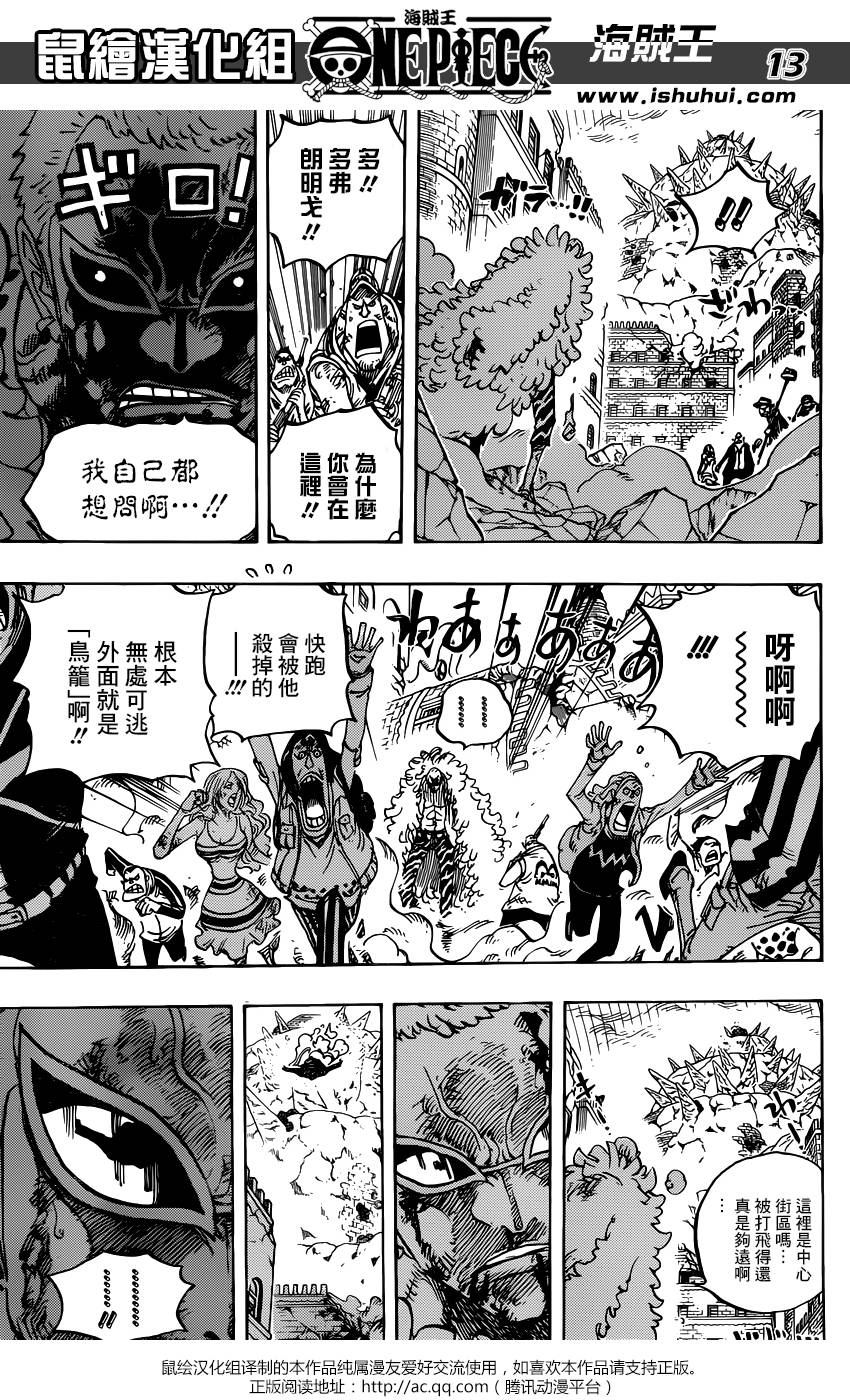 鼠繪漢化組
海賊王
ONE PIECE
海賊王
13
www.ishuhui.com
!!
ガラ…!!
ざわっ…
多!!
多弗
朗明戈!!
為什麼
你會在
這裡!!
ギロ!
我自己都
想問啊…!!
呀啊啊
~~~~
!!!
きゃああああ
……
……
快跑
會被他
殺掉的
——!!!
根本
無處可逃
外面就是
「鳥籠」啊!!
這裡是中心
街區嗎…
被打飛得還
真是夠遠啊
…
……!!
鼠绘汉化组译制的本作品纯属漫友爱好交流使用，如喜欢本作品请支持正版。
正版阅读地址：http://ac.qq.com（腾讯动漫平台）